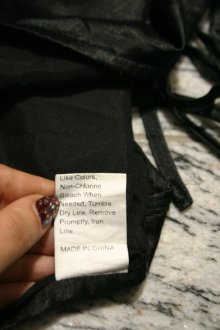 Like Colors,
Non-Chlorine
Bleach When
Needed, Tumble
Dry Low, Remove
Promptly, Iron
Low.
MADE IN CHINA